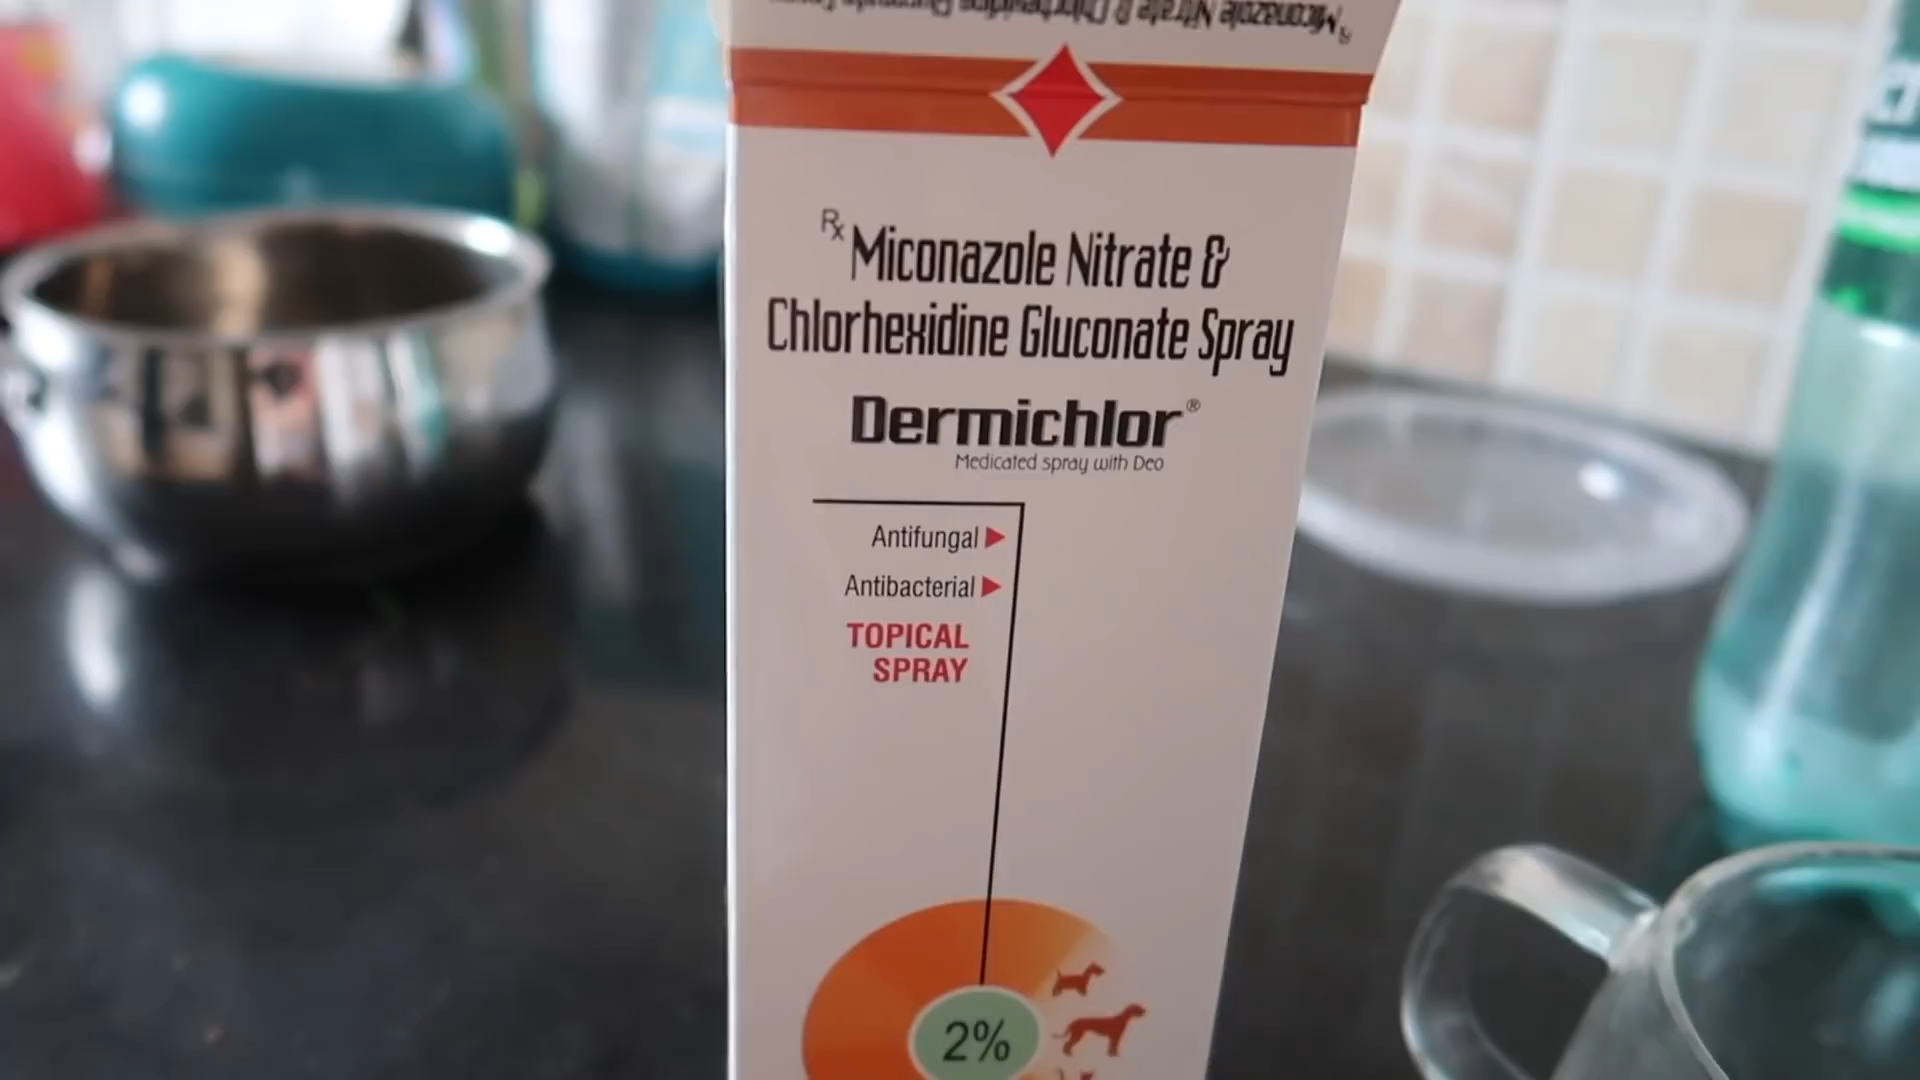 Miconazole Nitrate & Chlorhexidine Gluconate Spray
Rx Miconazole Nitrate &
Chlorhexidine Gluconate Spray
Dermichlor®
Medicated spray with Deo
Antifungal
Antibacterial
TOPICAL
SPRAY
2%